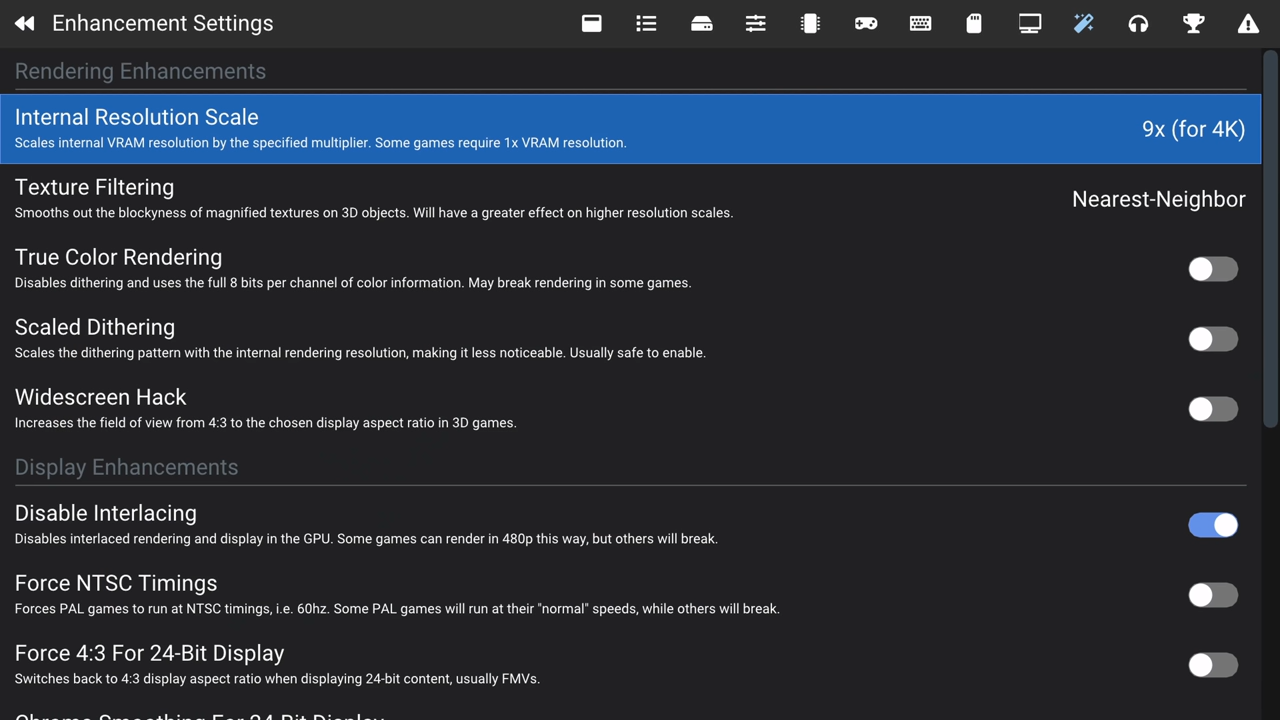 Enhancement Settings
Rendering Enhancements
Internal Resolution Scale
Scales internal VRAM resolution by the specified multiplier. Some games require 1x VRAM resolution.
9x (for 4K)
Texture Filtering
Smooths out the blockyness of magnified textures on 3D objects. Will have a greater effect on higher resolution scales.
Nearest-Neighbor
True Color Rendering
Disables dithering and uses the full 8 bits per channel of color information. May break rendering in some games.
Scaled Dithering
Scales the dithering pattern with the internal rendering resolution, making it less noticeable. Usually safe to enable.
Widescreen Hack
Increases the field of view from 4:3 to the chosen display aspect ratio in 3D games.
Display Enhancements
Disable Interlacing
Disables interlaced rendering and display in the GPU. Some games can render in 480p this way, but others will break.
Force NTSC Timings
Forces PAL games to run at NTSC timings, i.e. 60hz. Some PAL games will run at their "normal" speeds, while others will break.
Force 4:3 For 24-Bit Display
Switches back to 4:3 display aspect ratio when displaying 24-bit content, usually FMVs.
Chroma Smoothing For 24-Bit Display